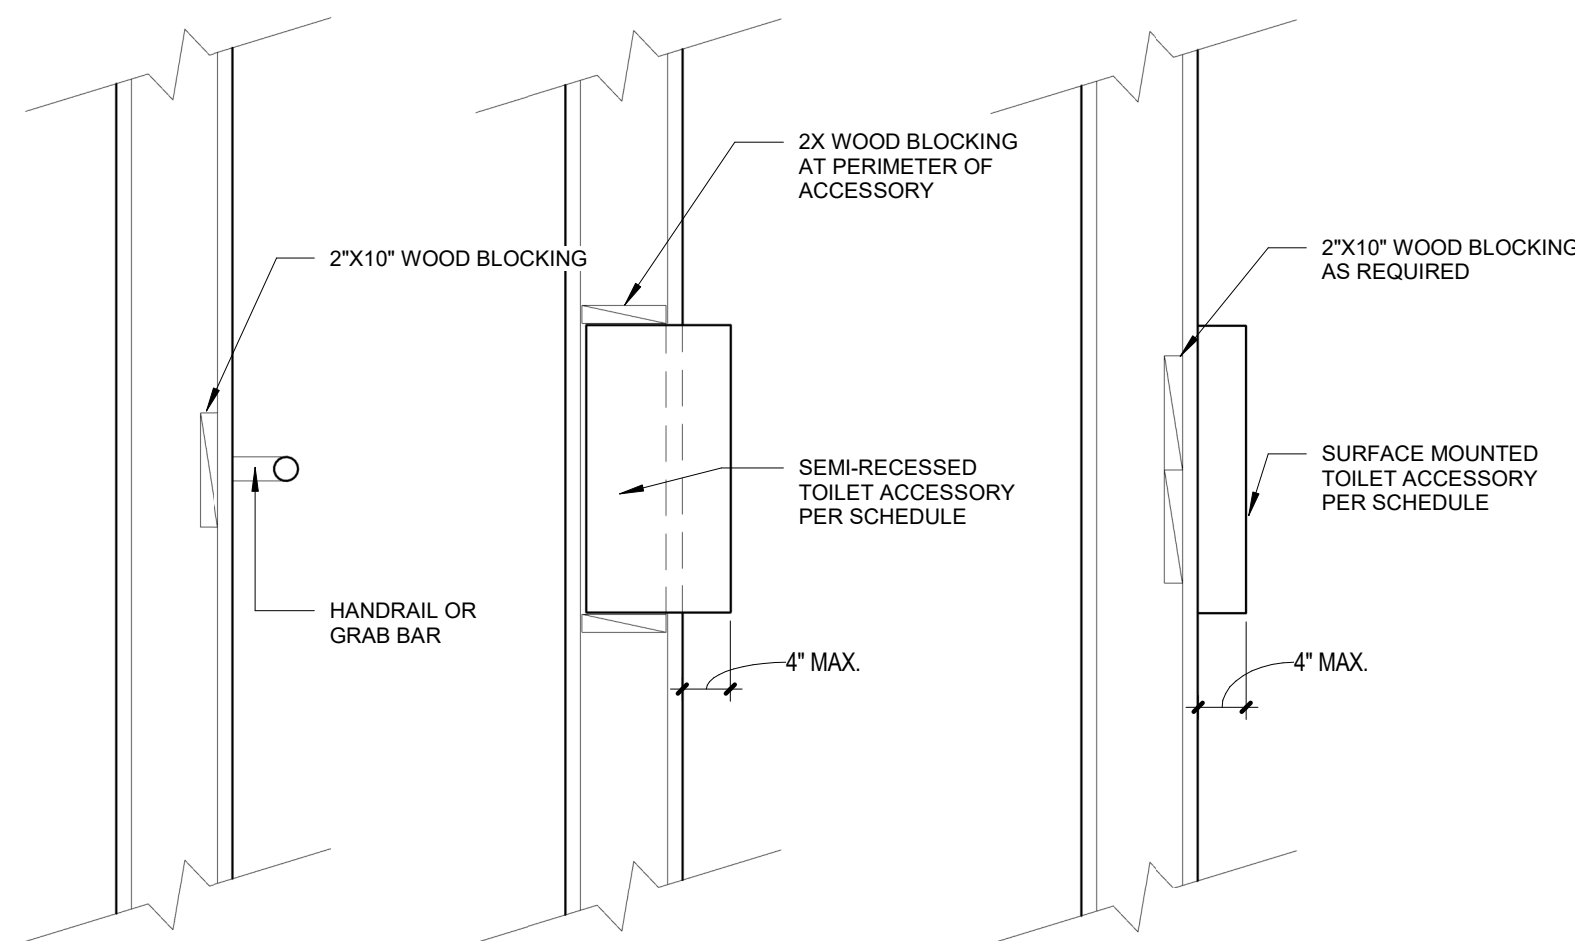 2"X10" WOOD BLOCKING
HANDRAIL OR
GRAB BAR
2X WOOD BLOCKING
AT PERIMETER OF
ACCESSORY
SEMI-RECESSED
TOILET ACCESSORY
PER SCHEDULE
4" MAX.
2"X10" WOOD BLOCKING
AS REQUIRED
SURFACE MOUNTED
TOILET ACCESSORY
PER SCHEDULE
4" MAX.